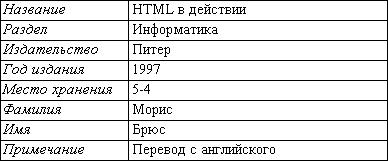 Название HTML в действии
Раздел Информатика
Издательство Питер
Год издания 1997
Место хранения 5-4
Фамилия Морис
Имя Брюс
Примечание Перевод с английского